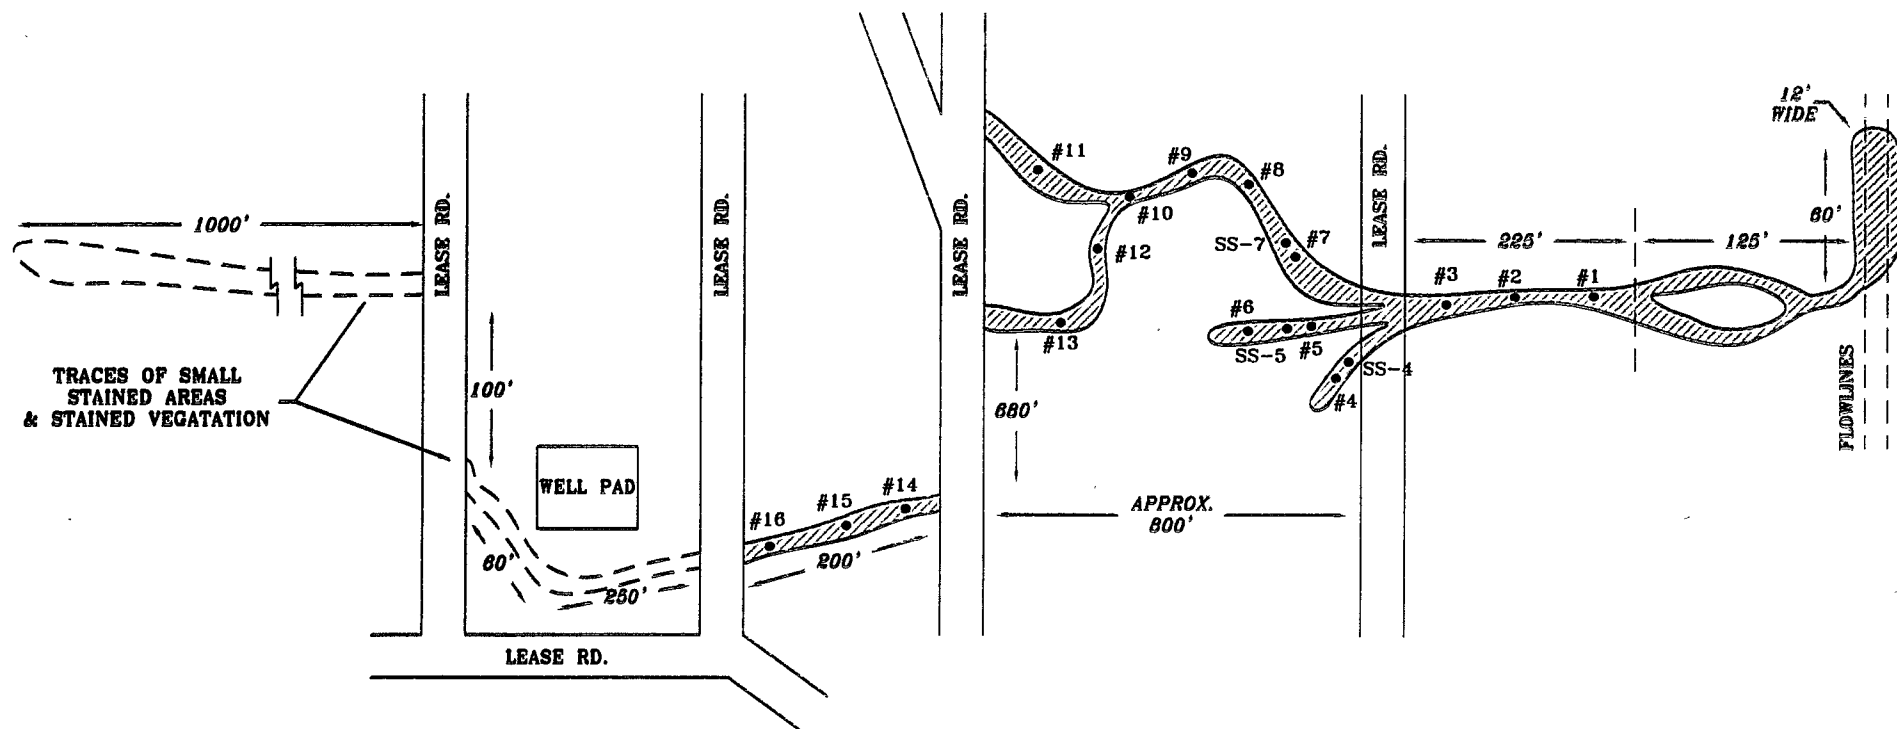 1000'
TRACES OF SMALL
STAINED AREAS
& STAINED VEGATATION
LEASE RD.
100'
WELL PAD
60'
250'
LEASE RD.
LEASE RD.
#16
#15
#14
200'
LEASE RD.
#11
#9
#8
#10
#12
#13
SS-7
#7
#6
SS-5
#5
SS-4
#4
680'
APPROX.
800'
LEASE RD.
225'
125'
#3
#2
#1
12'
WIDE
60'
FLOWLINES